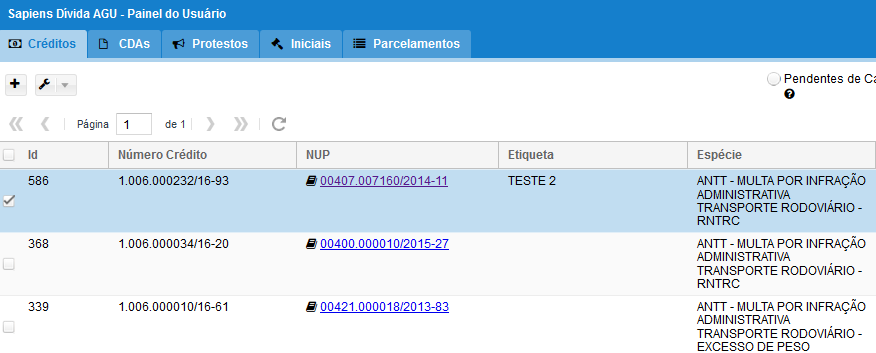 Sapiens Dívida AGU - Painel do Usuário
Créditos CDAs Protestos Iniciais Parcelamentos
Pendentes de Ca
Página 1 de 1
Id Número Crédito NUP Etiqueta Espécie
586 1.006.000232/16-93 00407.007160/2014-11 TESTE 2 ANTT - MULTA POR INFRAÇÃO
ADMINISTRATIVA
TRANSPORTE RODOVIÁRIO -
RNTRC
368 1.006.000034/16-20 00400.000010/2015-27 ANTT - MULTA POR INFRAÇÃO
ADMINISTRATIVA
TRANSPORTE RODOVIÁRIO -
RNTRC
339 1.006.000010/16-61 00421.000018/2013-83 ANTT - MULTA POR INFRAÇÃO
ADMINISTRATIVA
TRANSPORTE RODOVIÁRIO -
EXCESSO DE PESO